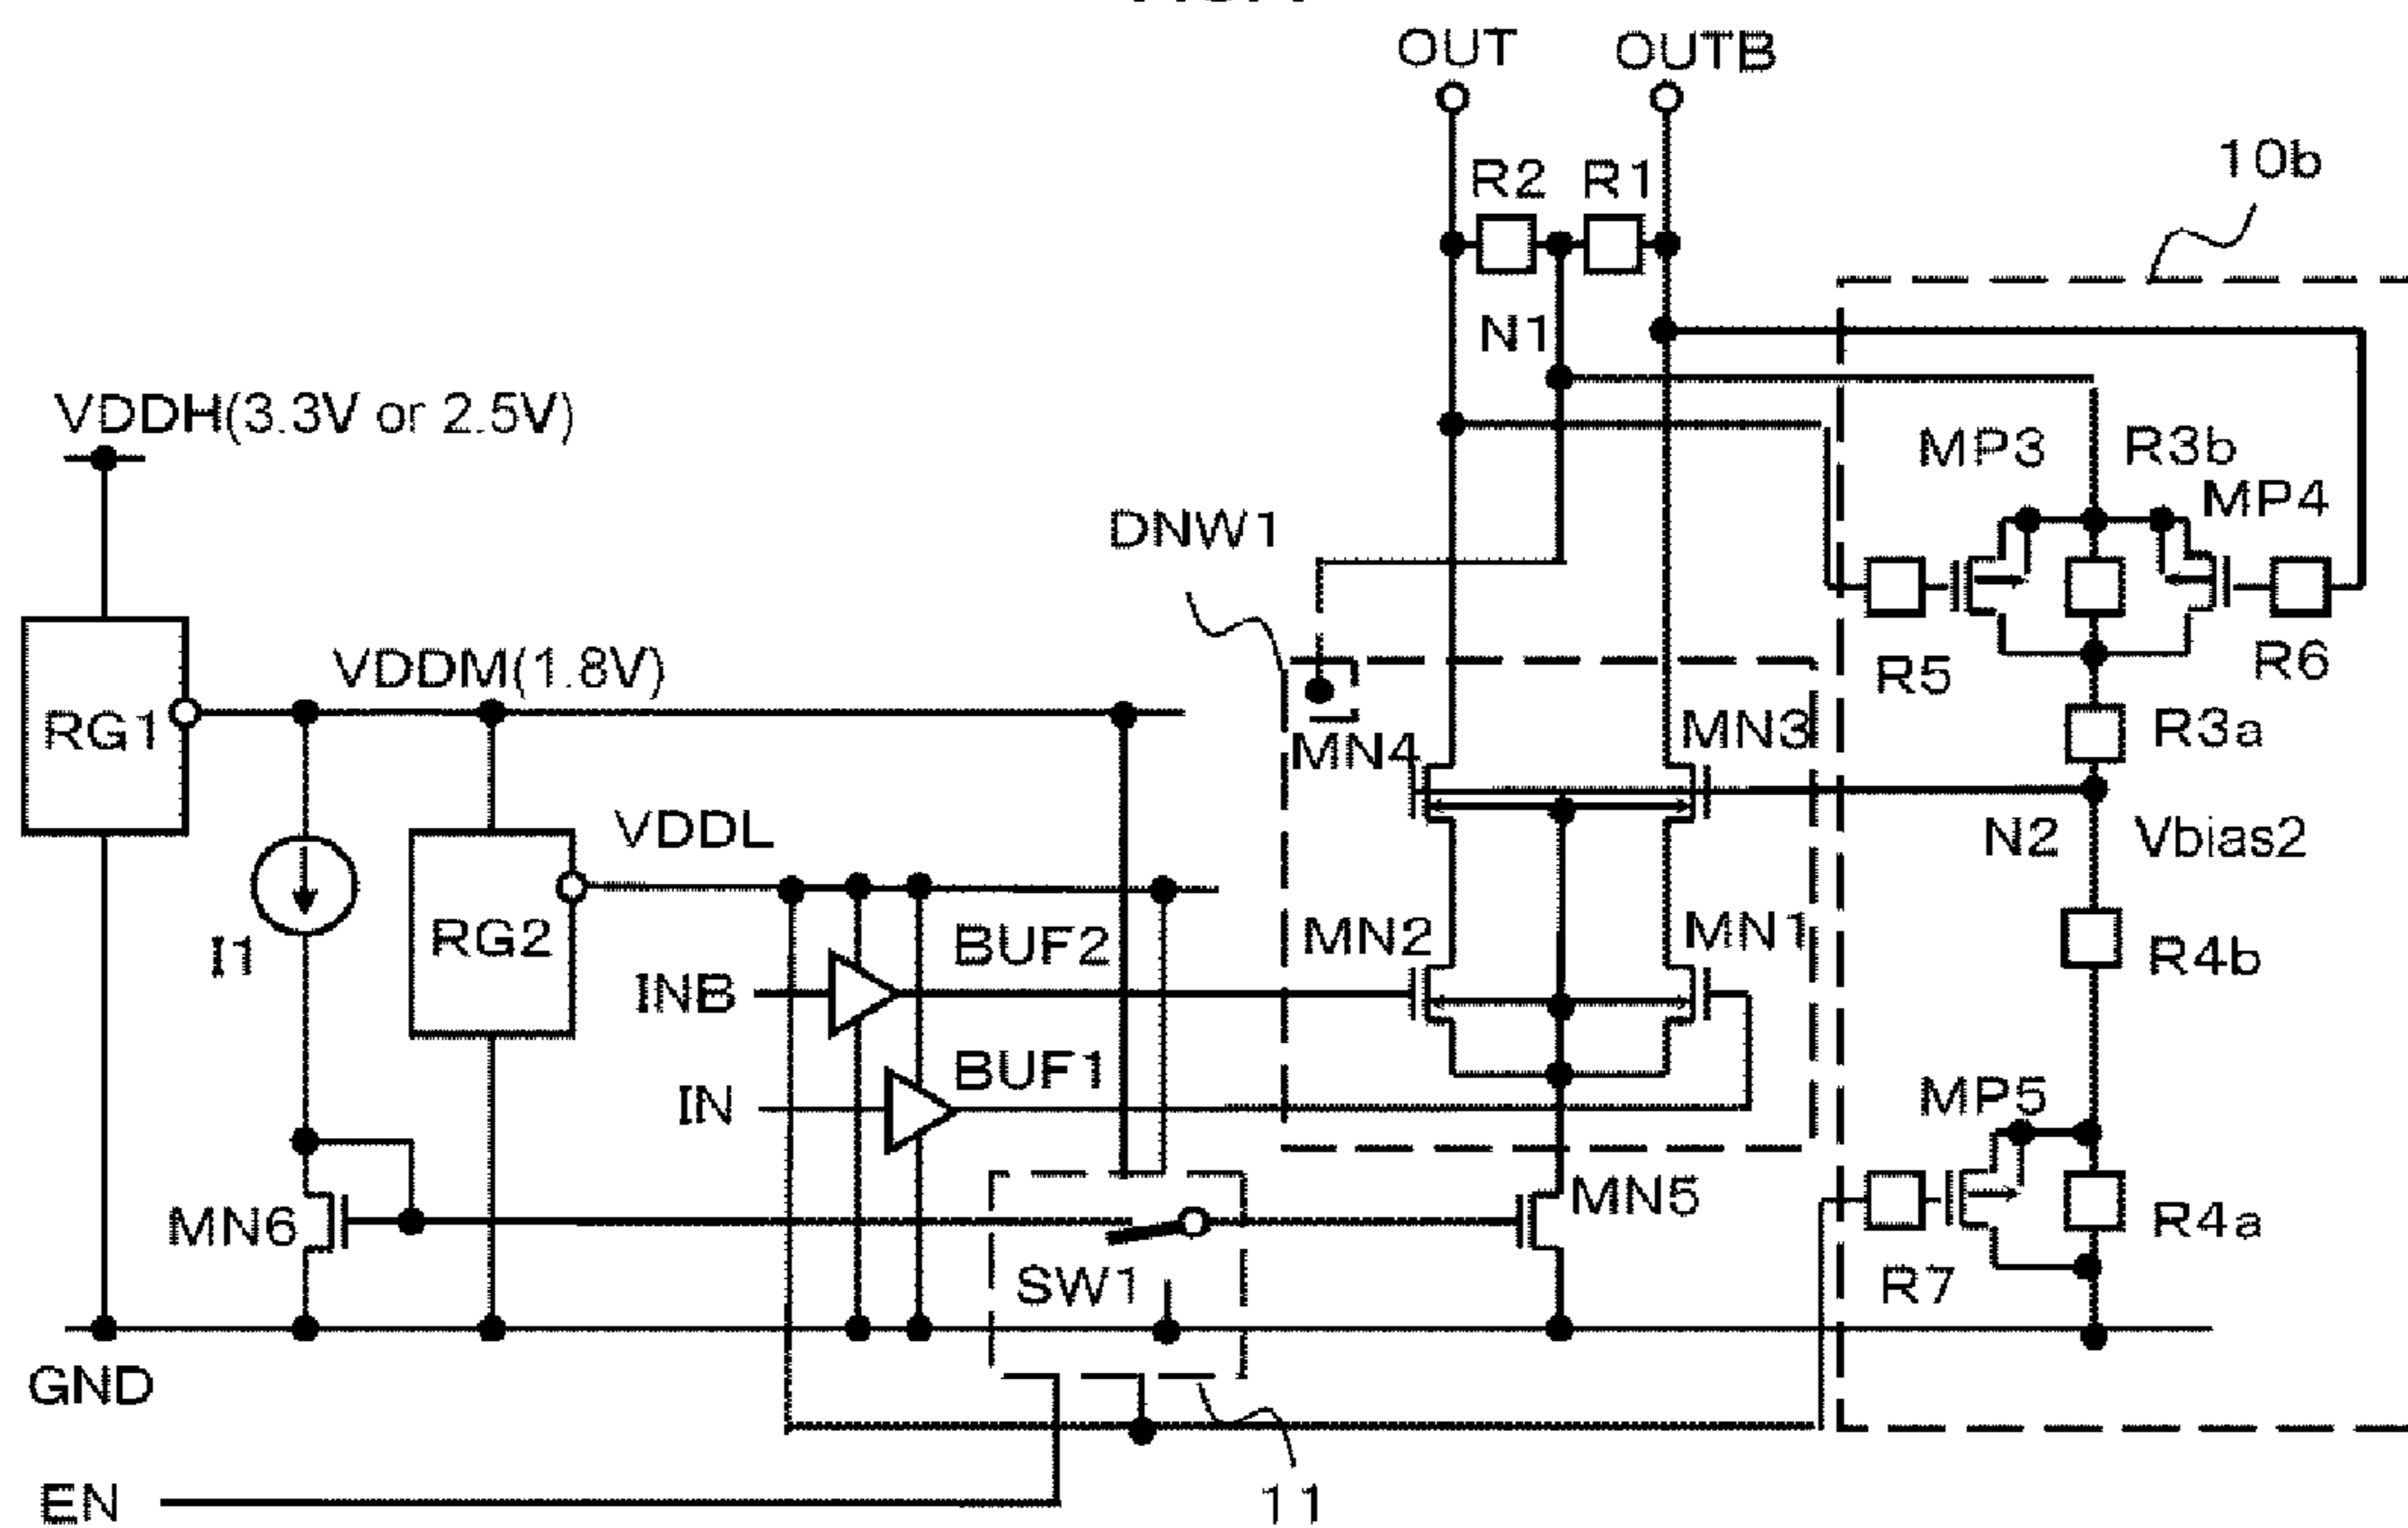 OUT
OUTB
R2
R1
10b
N1
VDDH(3.3V or 2.5V)
MP3
R3b
MP4
DNW1
VDDM(1.8V)
R5
R6
RG1
MN4
MN3
R3a
VDDL
N2
Vbias2
I1
RG2
BUF2
MN2
MN1
INB
R4b
IN
BUF1
MP5
MN6
MN5
R4a
SW1
R7
GND
EN
11